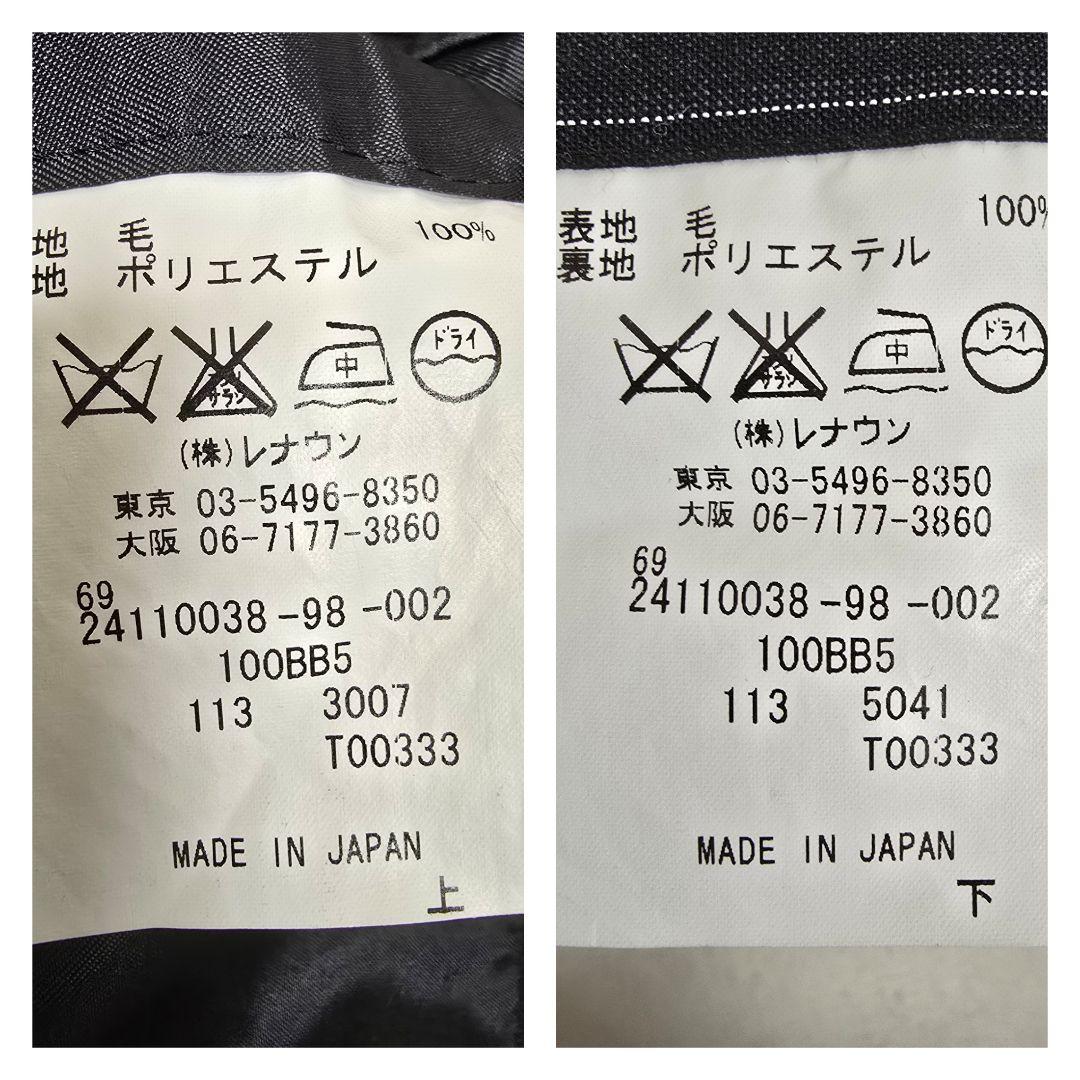 地 毛 100%
地 ポリエステル
サラン
中
ドライ
(株)レナウン
東京 03-5496-8350
大阪 06-7177-3860
69
24110038-98-002
100BB5
113 3007
T00333
MADE IN JAPAN
上
表地 毛 100%
裏地 ポリエステル
サラン
中
ドライ
(株)レナウン
東京 03-5496-8350
大阪 06-7177-3860
69
24110038-98-002
100BB5
113 5041
T00333
MADE IN JAPAN
下